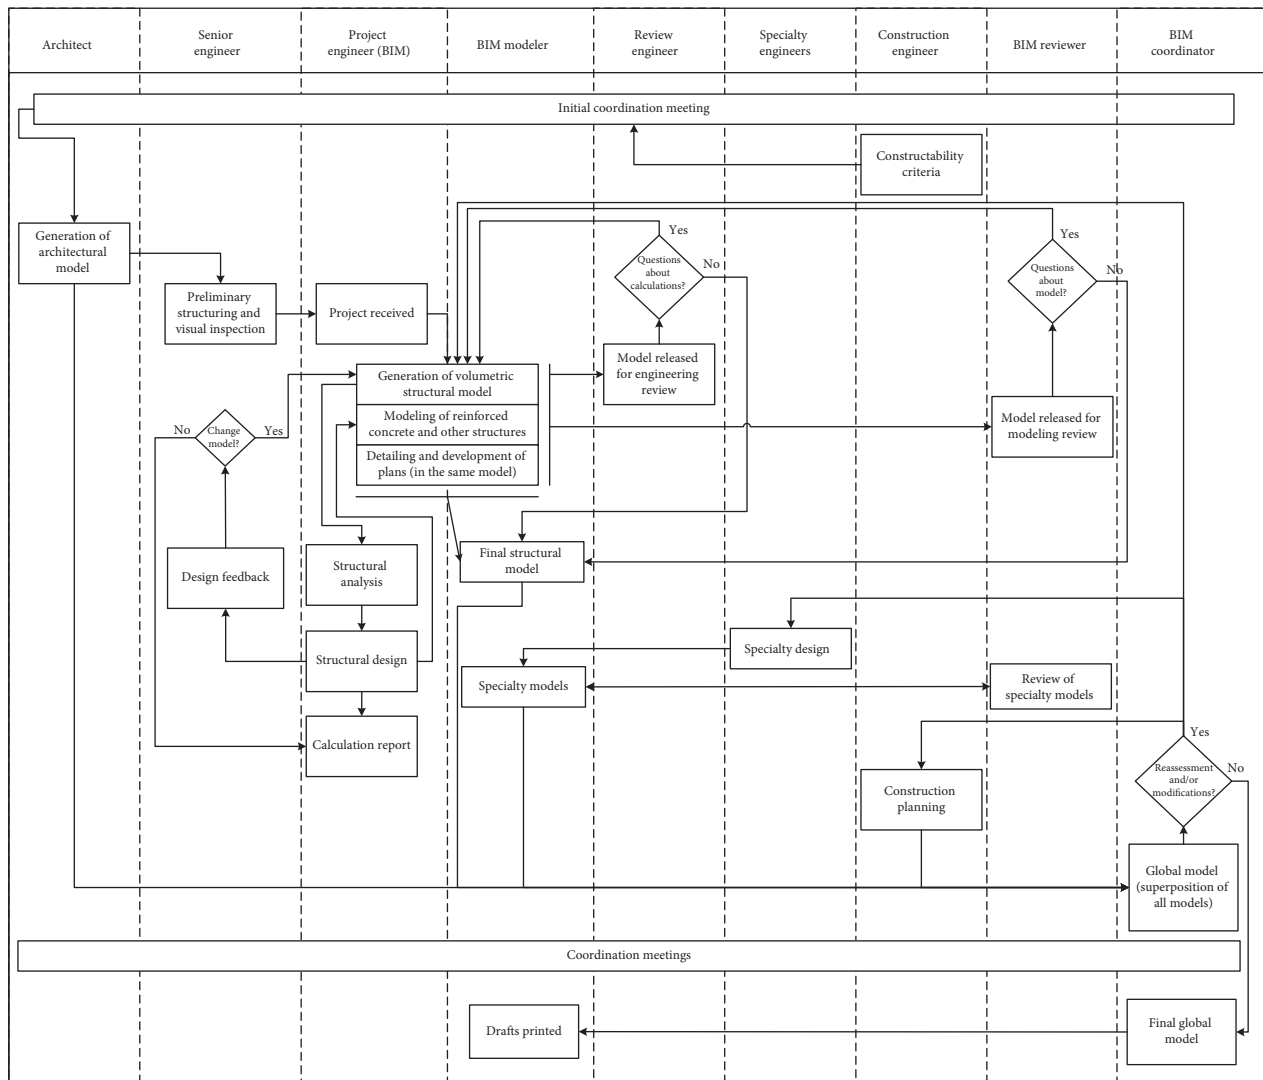 Architect
Senior
engineer
Project
engineer (BIM)
BIM modeler
Review
engineer
Specialty
engineers
Construction
engineer
BIM reviewer
BIM
coordinator
Initial coordination meeting
Constructability
criteria
Generation of
architectural
model
Preliminary
structuring and
visual inspection
Project received
Yes
Questions
about
calculations?
No
Yes
Questions
about
model?
No
Generation of volumetric
structural model
Modeling of reinforced
concrete and other structures
Detailing and development of
plans (in the same model)
Model released
for engineering
review
Model released for
modeling review
No
Change
model?
Yes
Design feedback
Structural
analysis
Final structural
model
Structural design
Specialty design
Specialty models
Review of
specialty models
Calculation report
Construction
planning
Yes
Reassessment
and/or
modifications?
No
Global model
(superposition of
all models)
Coordination meetings
Drafts printed
Final global
model